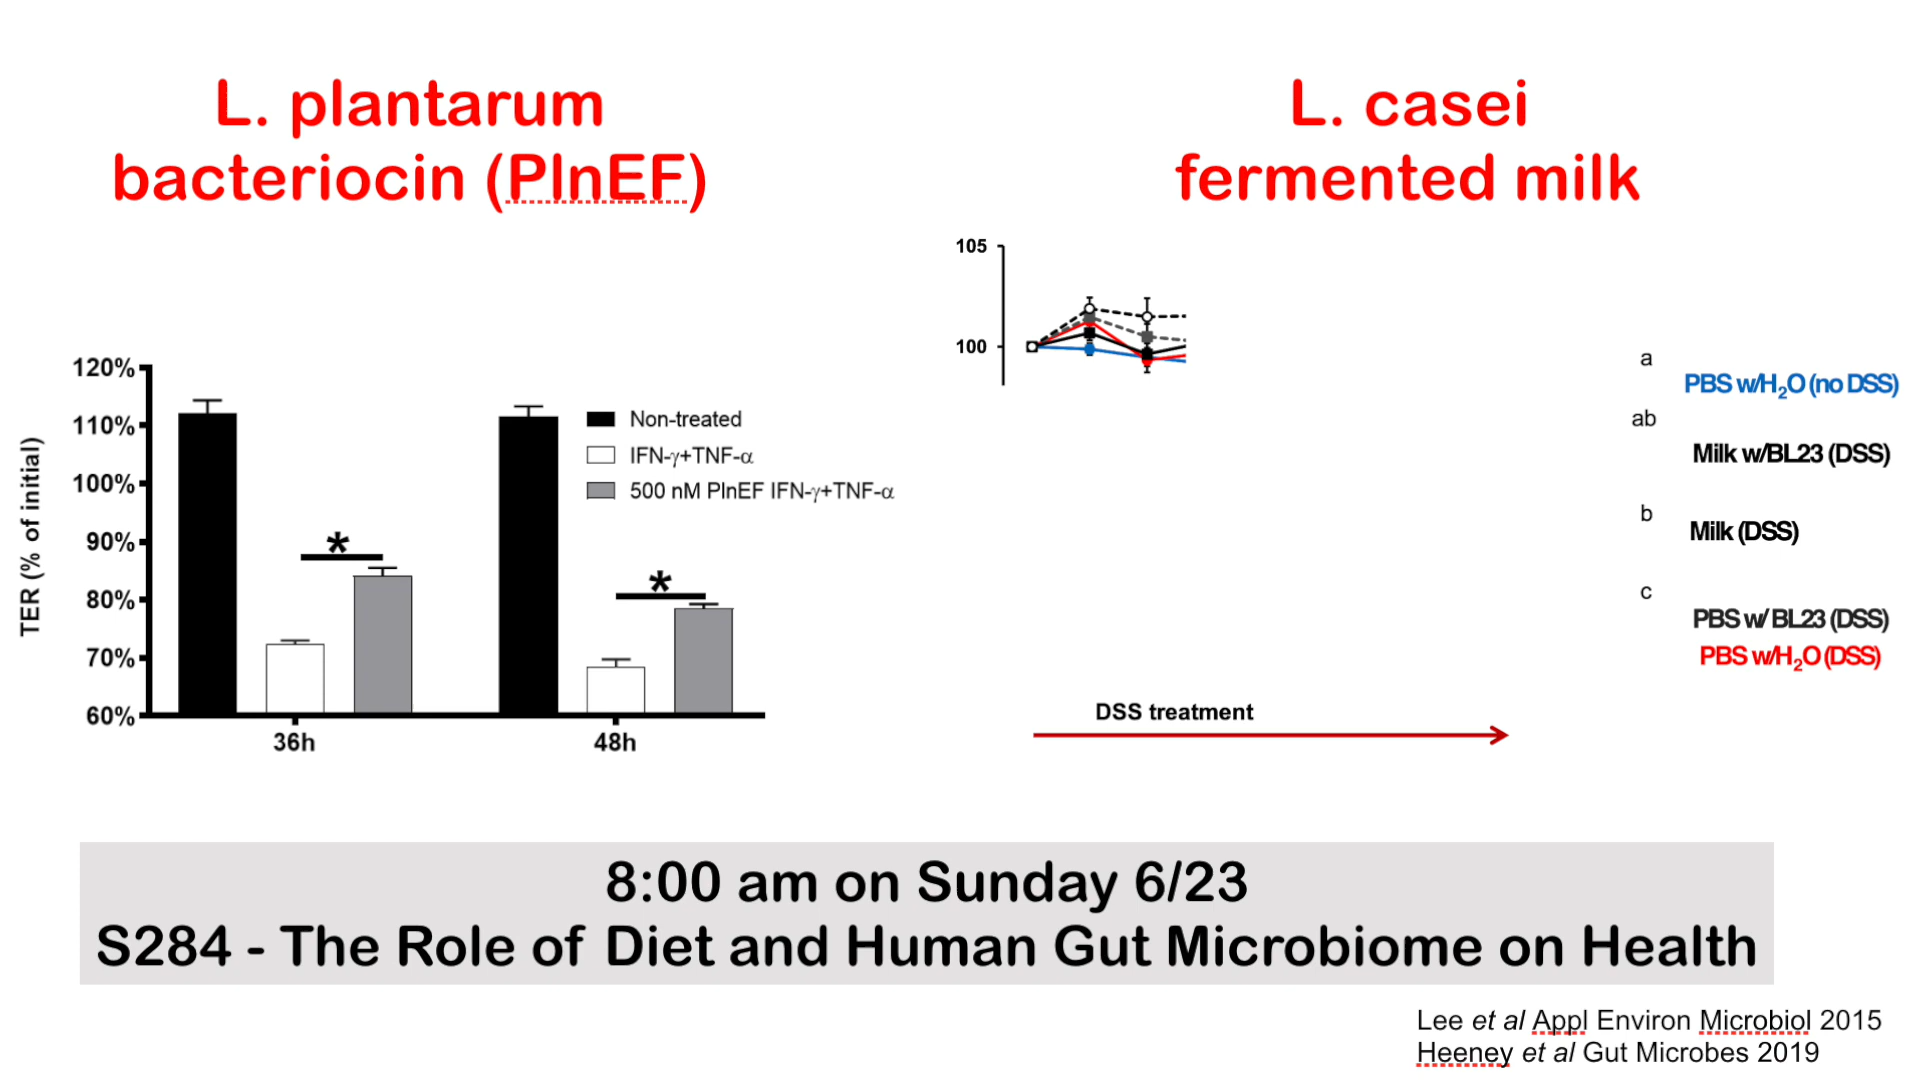 L. plantarum
bacteriocin (PlnEF)
L. casei
fermented milk
TER (% of initial)
120%
110%
100%
90%
80%
70%
60%
36h
48h
*
*
Non-treated
IFN-γ+TNF-α
500 nM PlnEF IFN-γ+TNF-α
105
100
a
PBS w/H₂O (no DSS)
ab
Milk w/BL23 (DSS)
b
Milk (DSS)
c
PBS w/ BL23 (DSS)
PBS w/H₂O (DSS)
DSS treatment
8:00 am on Sunday 6/23
S284 - The Role of Diet and Human Gut Microbiome on Health
Lee et al Appl Environ Microbiol 2015
Heeney et al Gut Microbes 2019